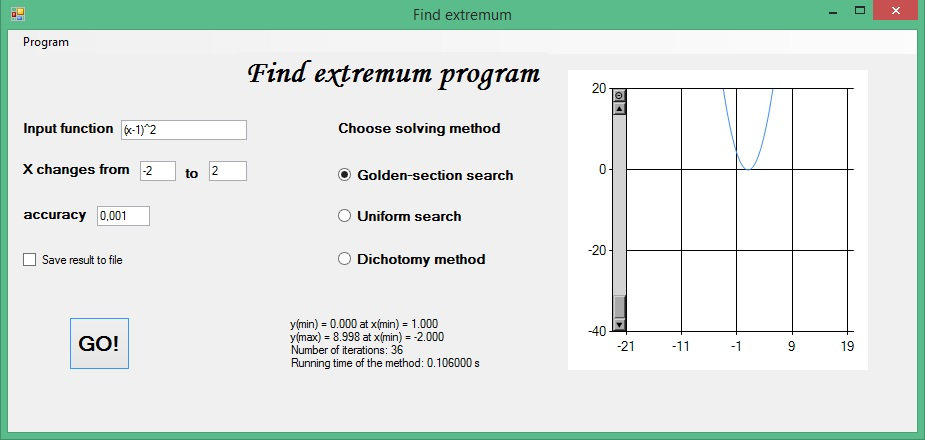 Find extremum
Program
Find extremum program
Input function (x-1)^2
X changes from -2 to 2
accuracy 0,001
Save result to file
GO!
Choose solving method
Golden-section search
Uniform search
Dichotomy method
y(min) = 0.000 at x(min) = 1.000
y(max) = 8.998 at x(min) = -2.000
Number of iterations: 36
Running time of the method: 0.106000 s
20
0
-20
-40
-21 -11 -1 9 19